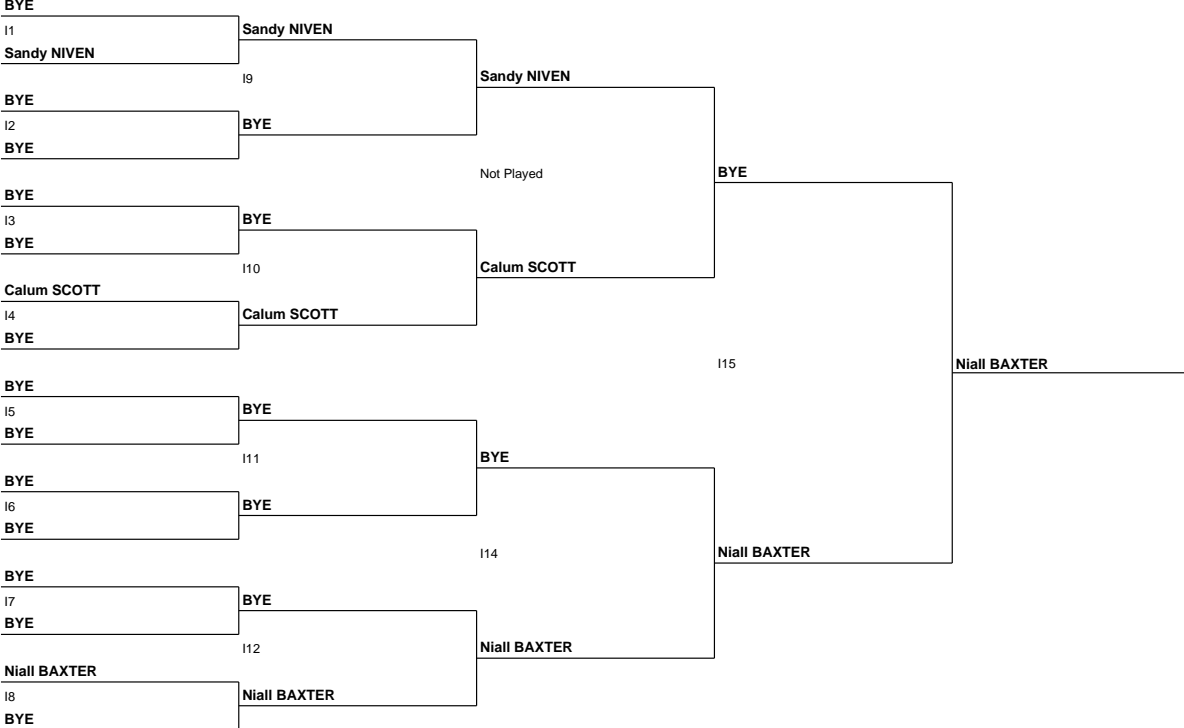 BYE
I1
Sandy NIVEN
BYE
I2
BYE
BYE
I3
BYE
Calum SCOTT
I4
BYE
BYE
I5
BYE
BYE
I6
BYE
BYE
I7
BYE
Niall BAXTER
I8
BYE
Sandy NIVEN
I9
BYE
BYE
I10
Calum SCOTT
BYE
I11
BYE
BYE
I12
Niall BAXTER
Sandy NIVEN
Not Played
Calum SCOTT
BYE
I14
Niall BAXTER
BYE
I15
Niall BAXTER
Niall BAXTER